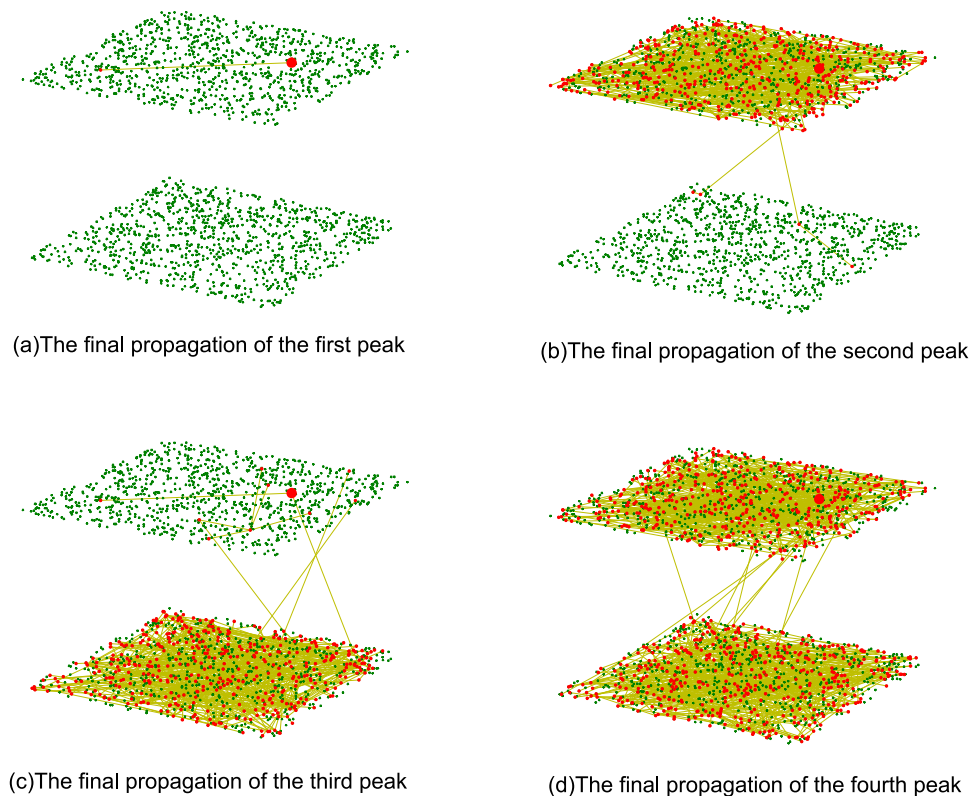 (a)The final propagation of the first peak
(b)The final propagation of the second peak
(c)The final propagation of the third peak
(d)The final propagation of the fourth peak